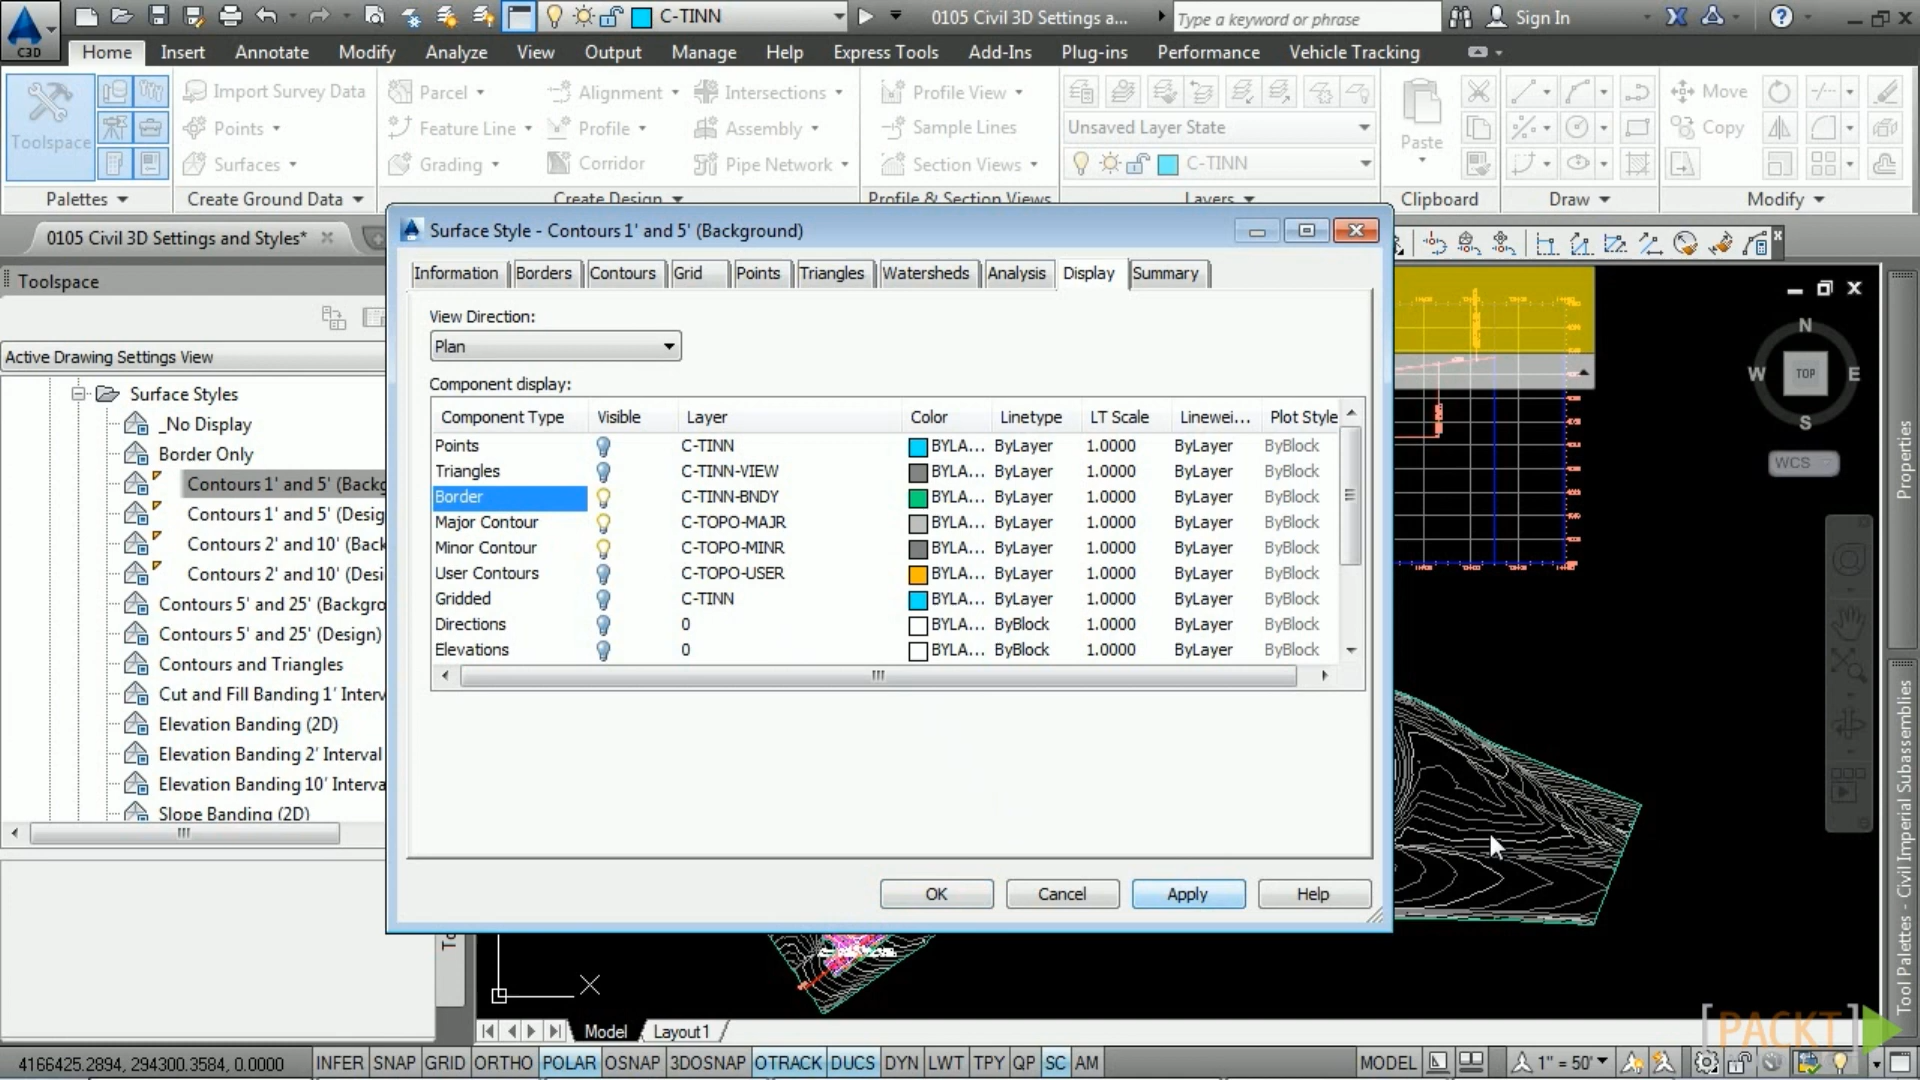 C-TINN
0105 Civil 3D Settings a...
Type a keyword or phrase
Sign In
C3D
Home Insert Annotate Modify Analyze View Output Manage Help Express Tools Add-Ins Plug-ins Performance Vehicle Tracking
Import Survey Data Parcel Alignment Intersections Profile View Move
Toolspace Points Feature Line Profile Assembly Sample Lines Unsaved Layer State Paste Copy
Surfaces Grading Corridor Pipe Network Section Views C-TINN
Palettes Create Ground Data Create Design Profile & Section Views Layers Clipboard Draw Modify
0105 Civil 3D Settings and Styles*
Surface Style - Contours 1' and 5' (Background)
Toolspace
Information Borders Contours Grid Points Triangles Watersheds Analysis Display Summary
View Direction:
Plan
Active Drawing Settings View
Component display:
Surface Styles
_No Display
Border Only
Contours 1' and 5' (Backg
Contours 1' and 5' (Desig
Contours 2' and 10' (Back
Contours 2' and 10' (Desi
Contours 5' and 25' (Backgro
Contours 5' and 25' (Design)
Contours and Triangles
Cut and Fill Banding 1' Interv
Elevation Banding (2D)
Elevation Banding 2' Interval
Elevation Banding 10' Interva
Slope Banding (2D)
Component Type Visible Layer Color Linetype LT Scale Linewei... Plot Style
Points C-TINN BYLA... ByLayer 1.0000 ByLayer ByBlock
Triangles C-TINN-VIEW BYLA... ByLayer 1.0000 ByLayer ByBlock
Border C-TINN-BNDY BYLA... ByLayer 1.0000 ByLayer ByBlock
Major Contour C-TOPO-MAJR BYLA... ByLayer 1.0000 ByLayer ByBlock
Minor Contour C-TOPO-MINR BYLA... ByLayer 1.0000 ByLayer ByBlock
User Contours C-TOPO-USER BYLA... ByLayer 1.0000 ByLayer ByBlock
Gridded C-TINN BYLA... ByLayer 1.0000 ByLayer ByBlock
Directions 0 BYLA... ByBlock 1.0000 ByLayer ByBlock
Elevations 0 BYLA... ByBlock 1.0000 ByLayer ByBlock
OK Cancel Apply Help
N
W TOP E
S
WCS
Properties
Tool Palettes - Civil Imperial Subassemblies
X
Model Layout1
[PACKT]
4166425.2894, 294300.3584, 0.0000 INFER SNAP GRID ORTHO POLAR OSNAP 3DOSNAP OTRACK DUCS DYN LWT TPY QP SC AM MODEL 1" = 50'